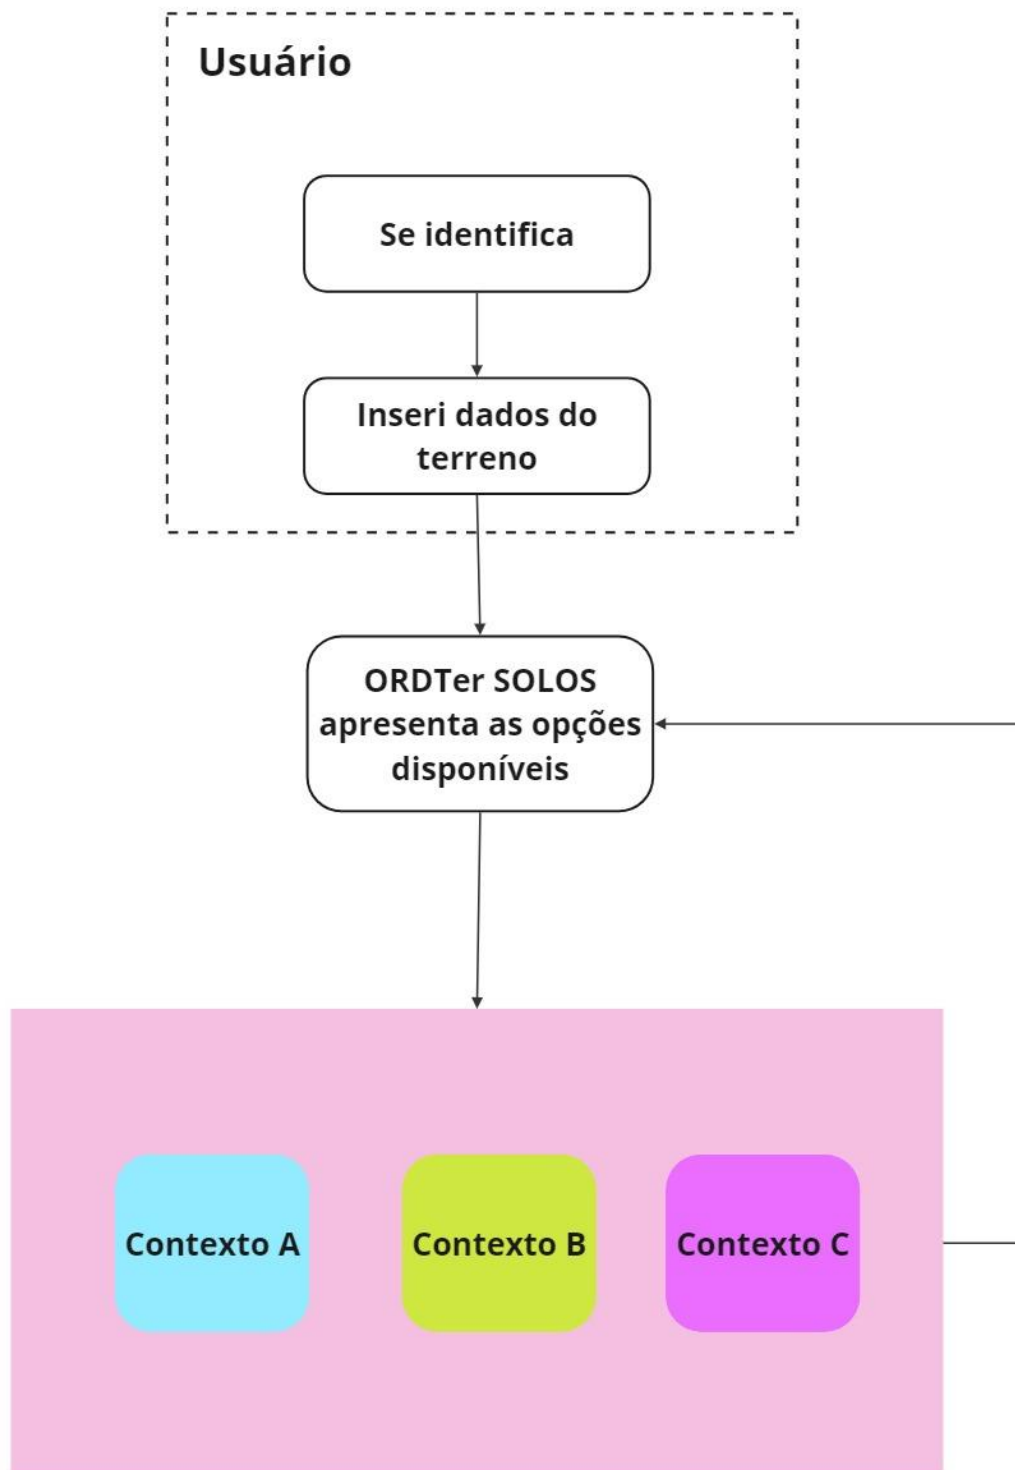 Usuário
Se identifica
Inseri dados do
terreno
ORDTer SOLOS
apresenta as opções
disponíveis
Contexto A
Contexto B
Contexto C